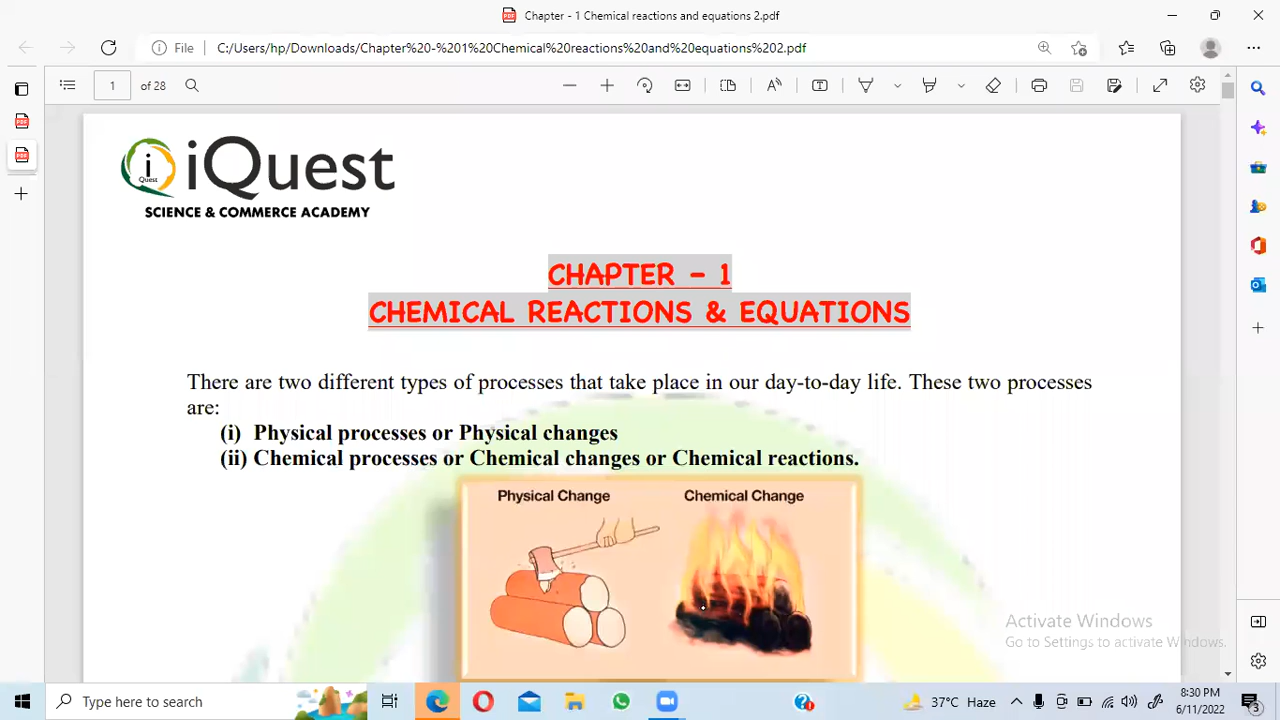 Chapter - 1 Chemical reactions and equations 2.pdf
File
C:/Users/hp/Downloads/Chapter%20-%201%20Chemical%20reactions%20and%20equations%202.pdf
1 of 28
i
Quest
iQuest
SCIENCE & COMMERCE ACADEMY
CHAPTER – 1
CHEMICAL REACTIONS & EQUATIONS
There are two different types of processes that take place in our day-to-day life. These two processes
are:
(i) Physical processes or Physical changes
(ii) Chemical processes or Chemical changes or Chemical reactions.
Physical Change
Chemical Change
Activate Windows
Go to Settings to activate Windows.
Type here to search
37°C Haze
8:30 PM
6/11/2022
3